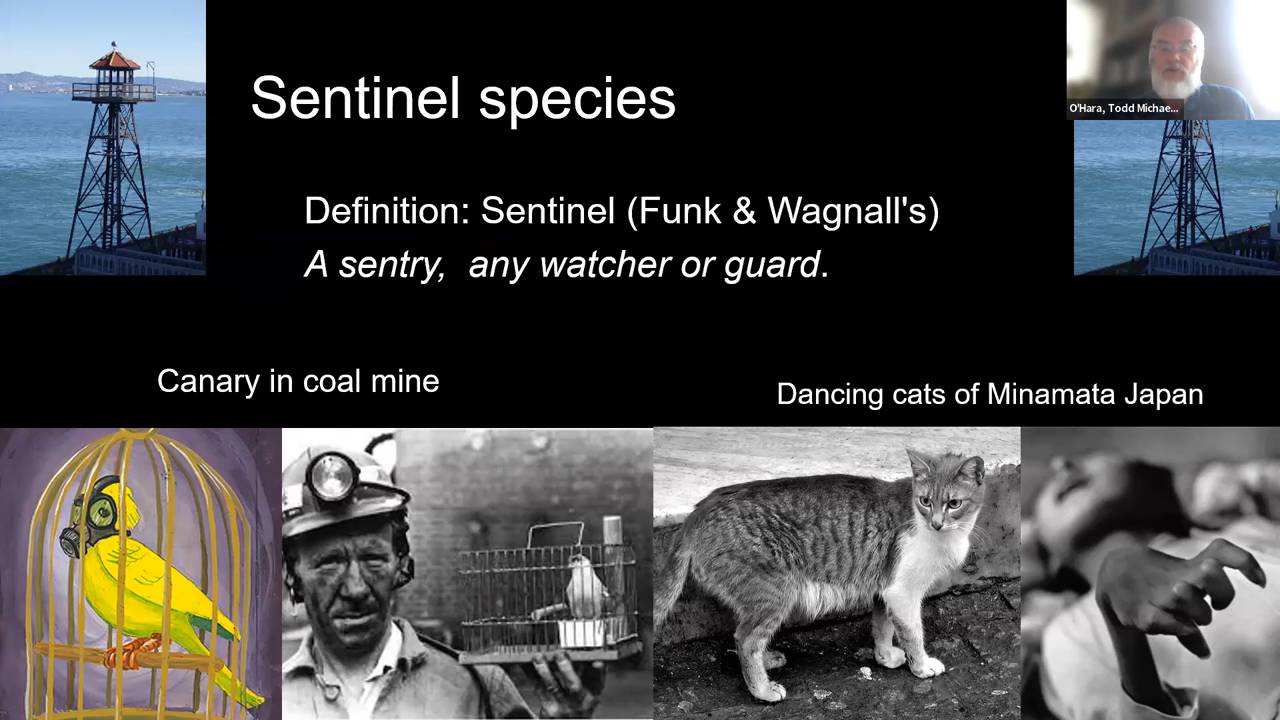 Sentinel species
O'Hara, Todd Michae...
Definition: Sentinel (Funk & Wagnall's)
A sentry,  any watcher or guard.
Canary in coal mine
Dancing cats of Minamata Japan